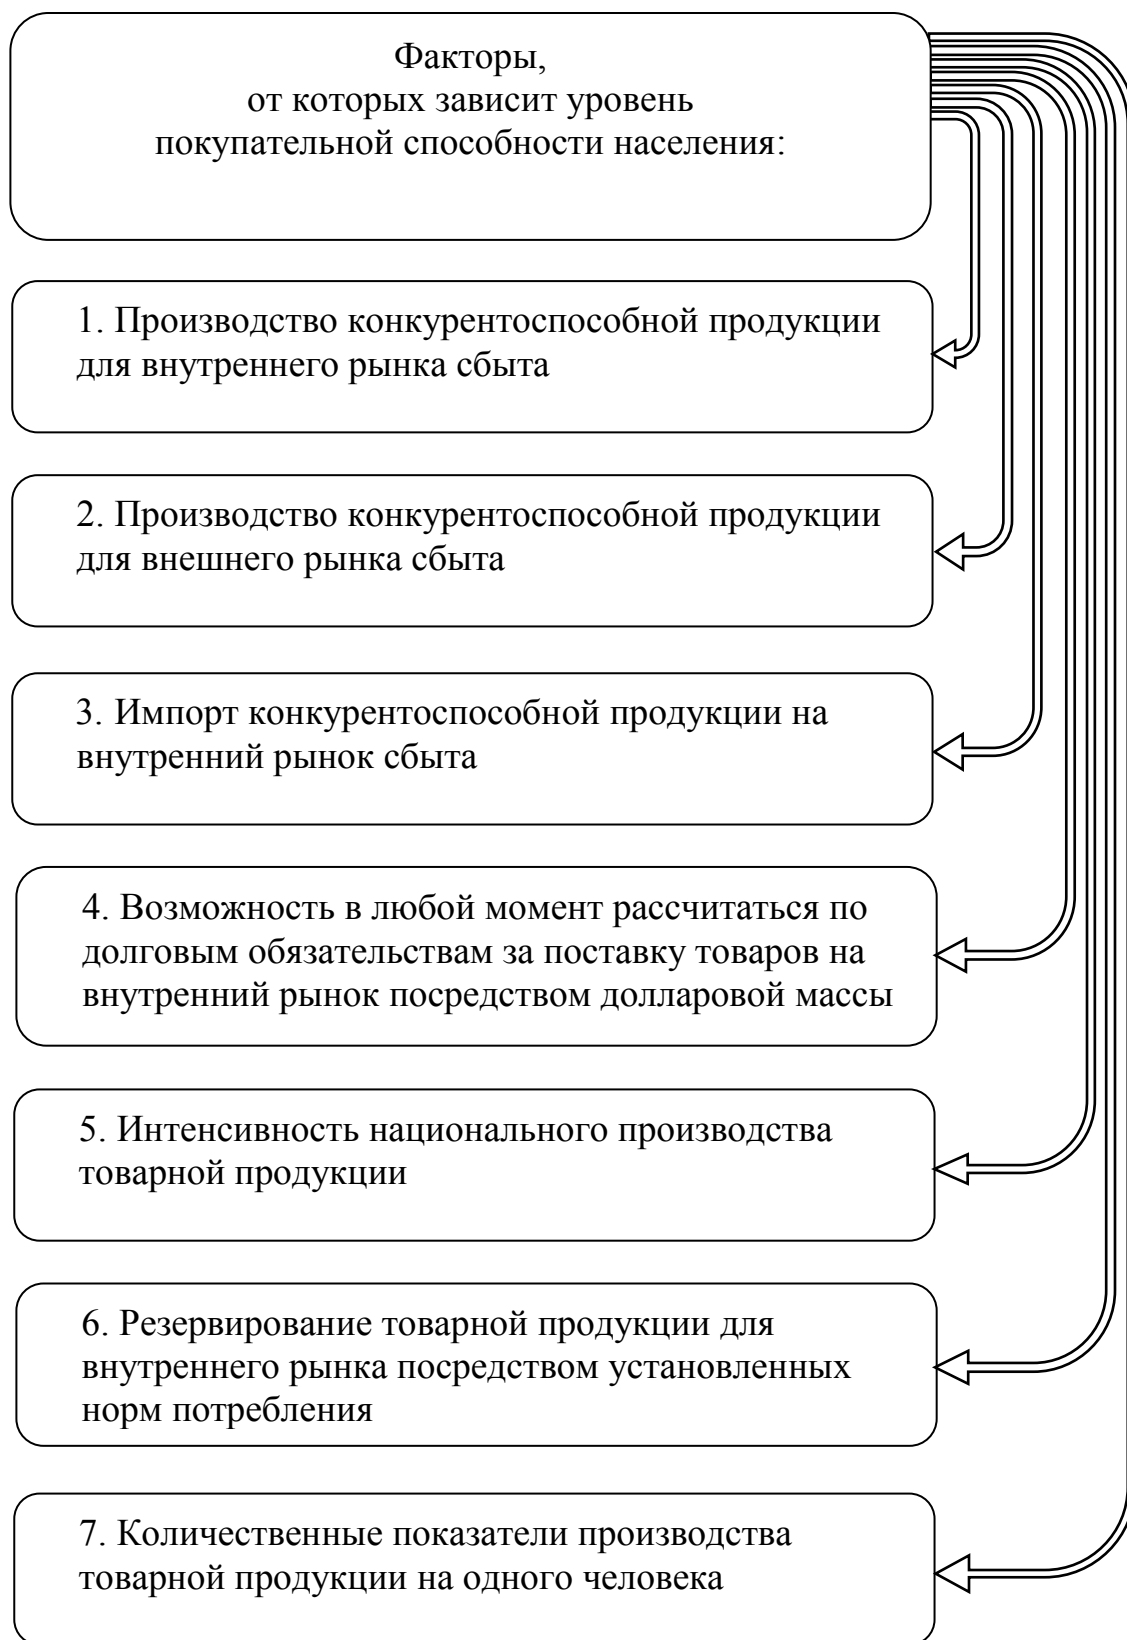 Факторы,
от которых зависит уровень
покупательной способности населения:
1. Производство конкурентоспособной продукции
для внутреннего рынка сбыта
2. Производство конкурентоспособной продукции
для внешнего рынка сбыта
3. Импорт конкурентоспособной продукции на
внутренний рынок сбыта
4. Возможность в любой момент рассчитаться по
долговым обязательствам за поставку товаров на
внутренний рынок посредством долларовой массы
5. Интенсивность национального производства
товарной продукции
6. Резервирование товарной продукции для
внутреннего рынка посредством установленных
норм потребления
7. Количественные показатели производства
товарной продукции на одного человека